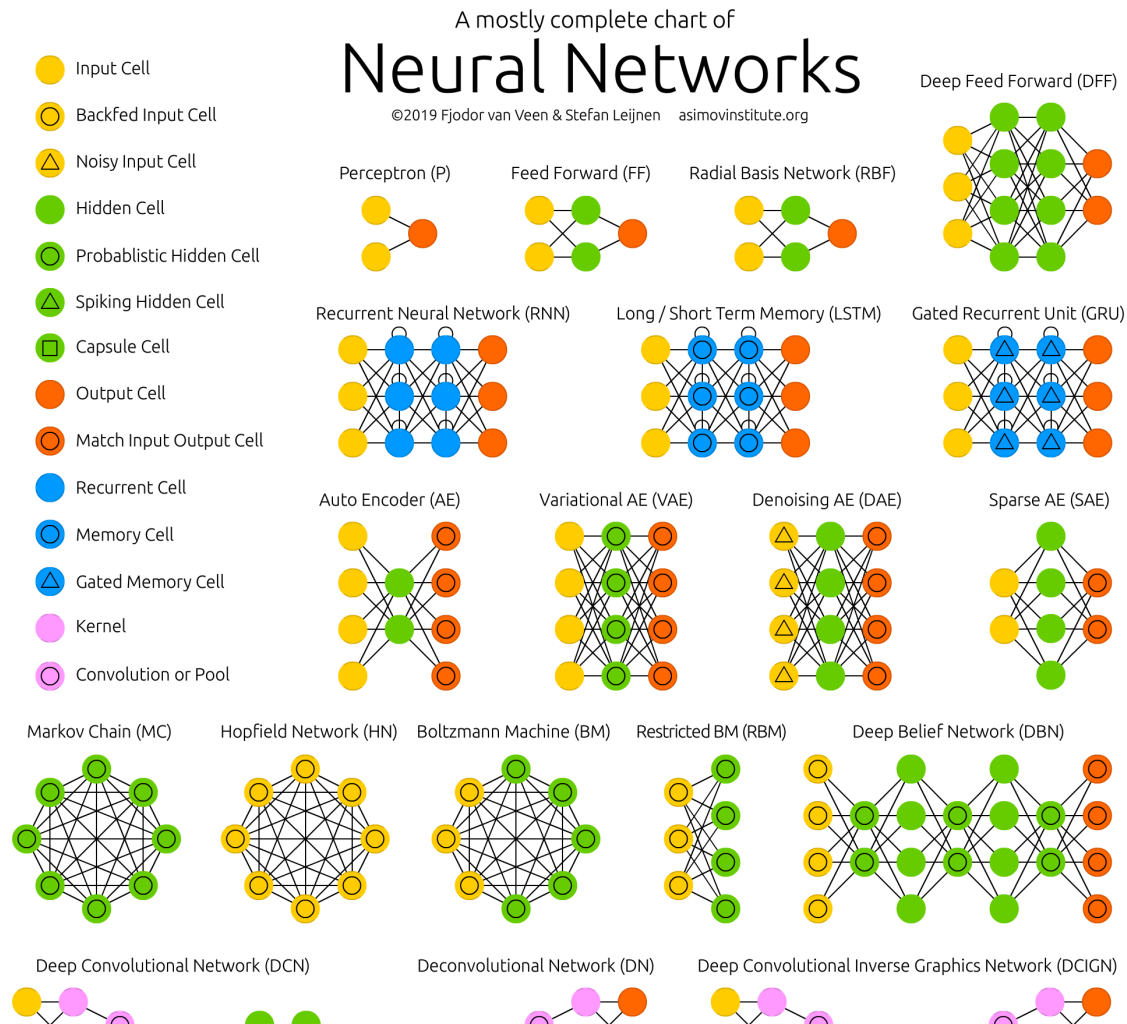 A mostly complete chart of
Neural Networks
©2019 Fjodor van Veen & Stefan Leijnen asimovinstitute.org
Input Cell
Backfed Input Cell
Noisy Input Cell
Hidden Cell
Probablistic Hidden Cell
Spiking Hidden Cell
Capsule Cell
Output Cell
Match Input Output Cell
Recurrent Cell
Memory Cell
Gated Memory Cell
Kernel
Convolution or Pool
Deep Feed Forward (DFF)
Perceptron (P)
Feed Forward (FF)
Radial Basis Network (RBF)
Recurrent Neural Network (RNN)
Long / Short Term Memory (LSTM)
Gated Recurrent Unit (GRU)
Auto Encoder (AE)
Variational AE (VAE)
Denoising AE (DAE)
Sparse AE (SAE)
Markov Chain (MC)
Hopfield Network (HN)
Boltzmann Machine (BM)
Restricted BM (RBM)
Deep Belief Network (DBN)
Deep Convolutional Network (DCN)
Deconvolutional Network (DN)
Deep Convolutional Inverse Graphics Network (DCIGN)